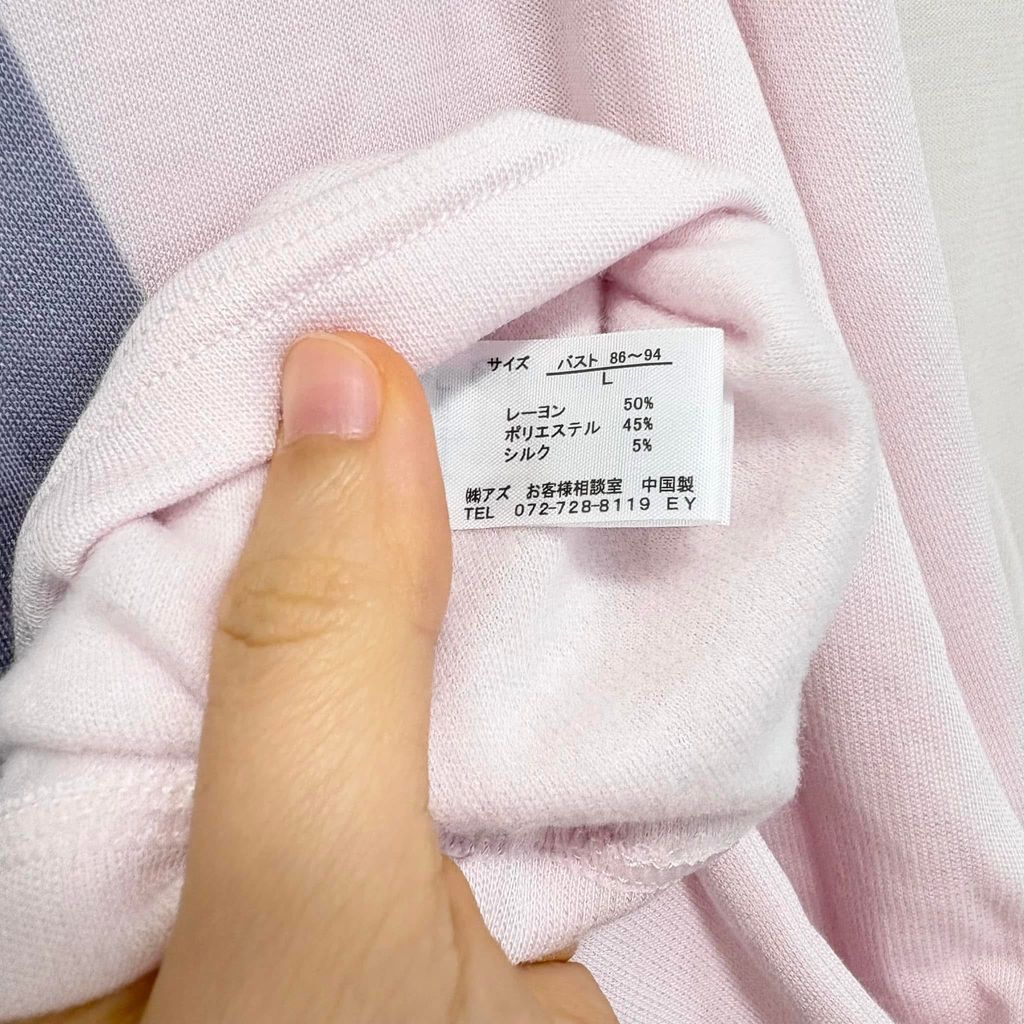 サイズ バスト 86～94
L
レーヨン 50%
ポリエステル 45%
シルク 5%
㈱アズ お客様相談室 中国製
TEL 072-728-8119 EY